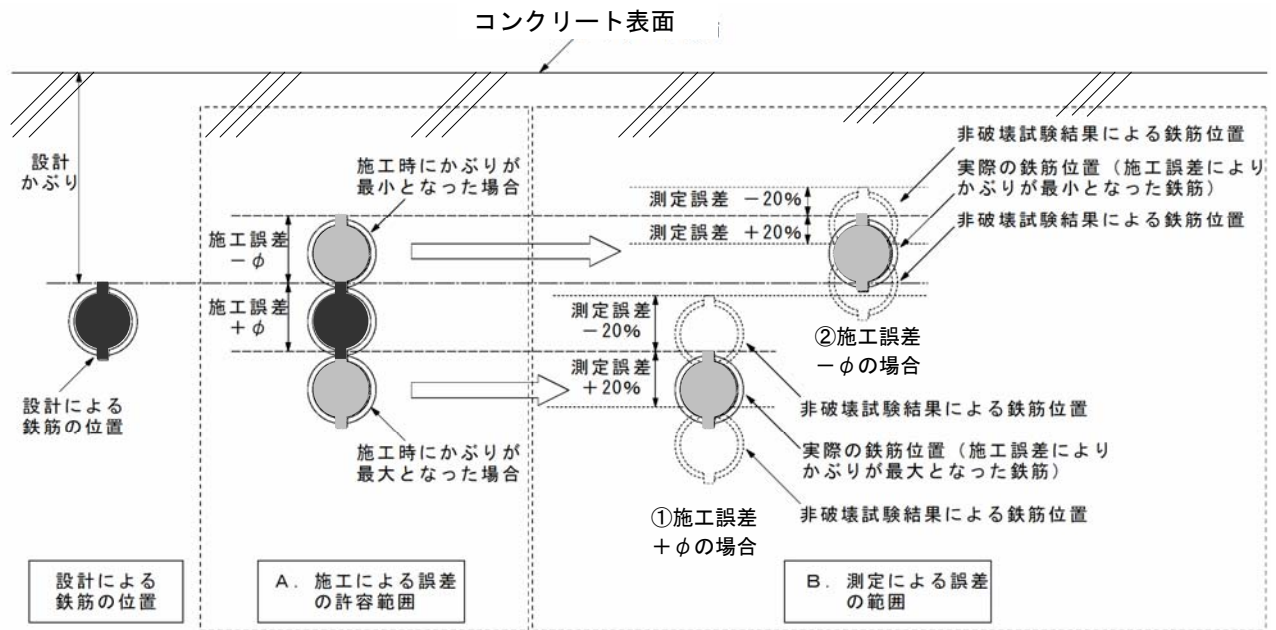 コンクリート表面
設計
かぶり
設計による
鉄筋の位置
設計による
鉄筋の位置
施工時にかぶりが
最小となった場合
施工誤差
－φ
施工誤差
＋φ
施工時にかぶりが
最大となった場合
A. 施工による誤差
の許容範囲
測定誤差 －20%
測定誤差 ＋20%
非破壊試験結果による鉄筋位置
実際の鉄筋位置（施工誤差により
かぶりが最小となった鉄筋）
非破壊試験結果による鉄筋位置
②施工誤差
－φの場合
測定誤差
－20%
測定誤差
＋20%
非破壊試験結果による鉄筋位置
実際の鉄筋位置（施工誤差により
かぶりが最大となった鉄筋）
非破壊試験結果による鉄筋位置
①施工誤差
＋φの場合
B. 測定による誤差
の範囲